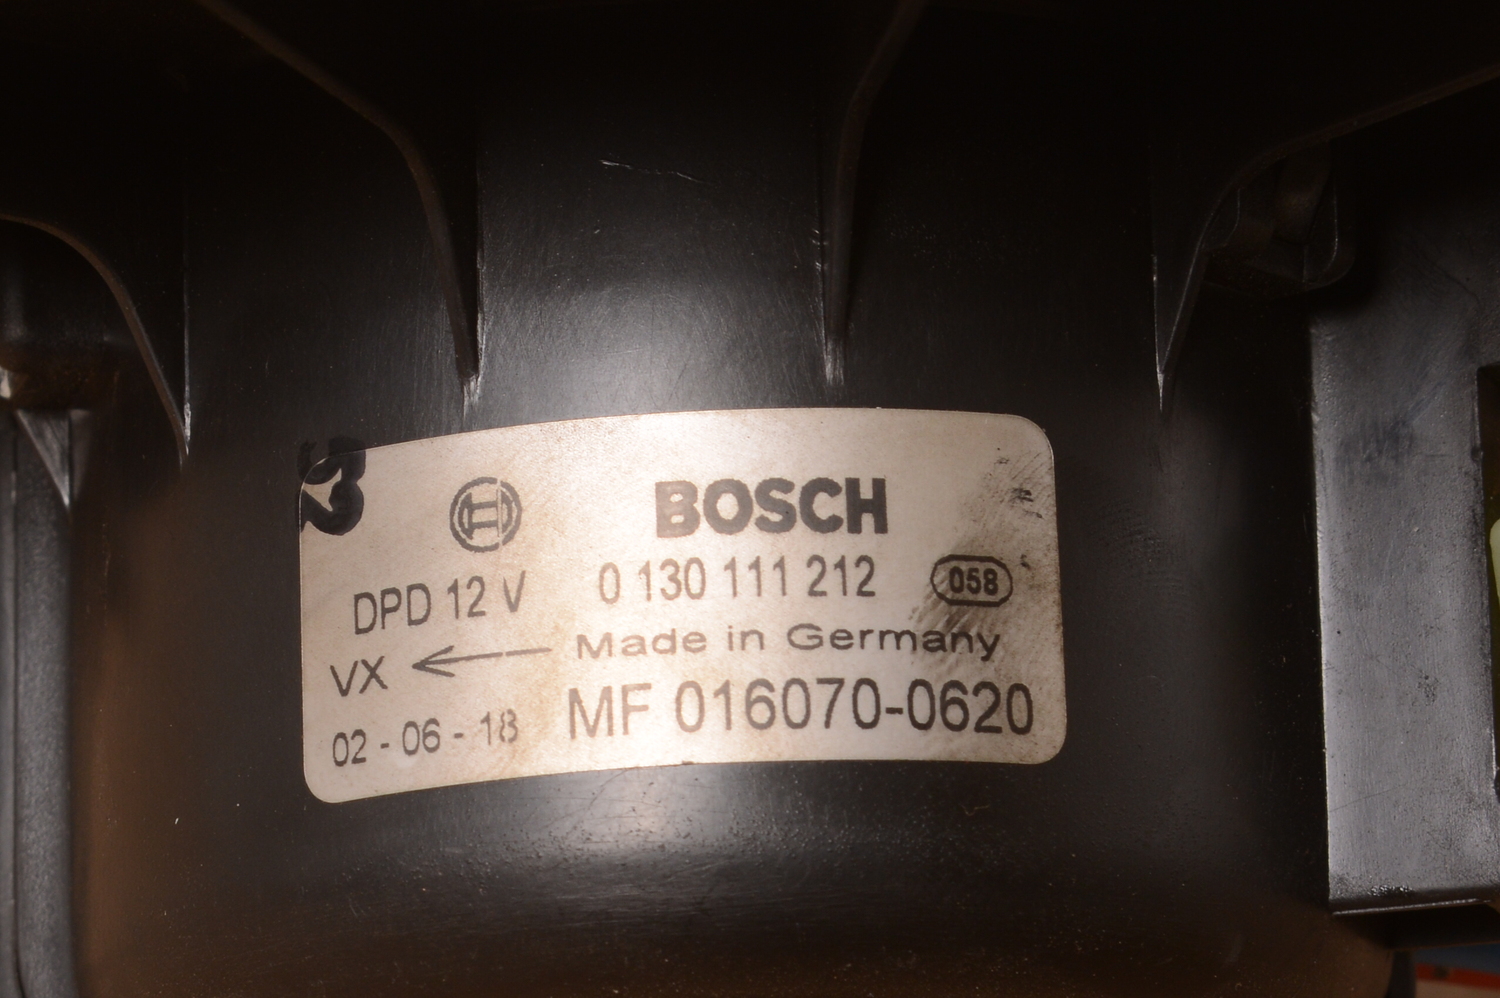 BOSCH
DPD 12 V 0 130 111 212 058
VX Made in Germany
02 - 06 - 18 MF 016070-0620